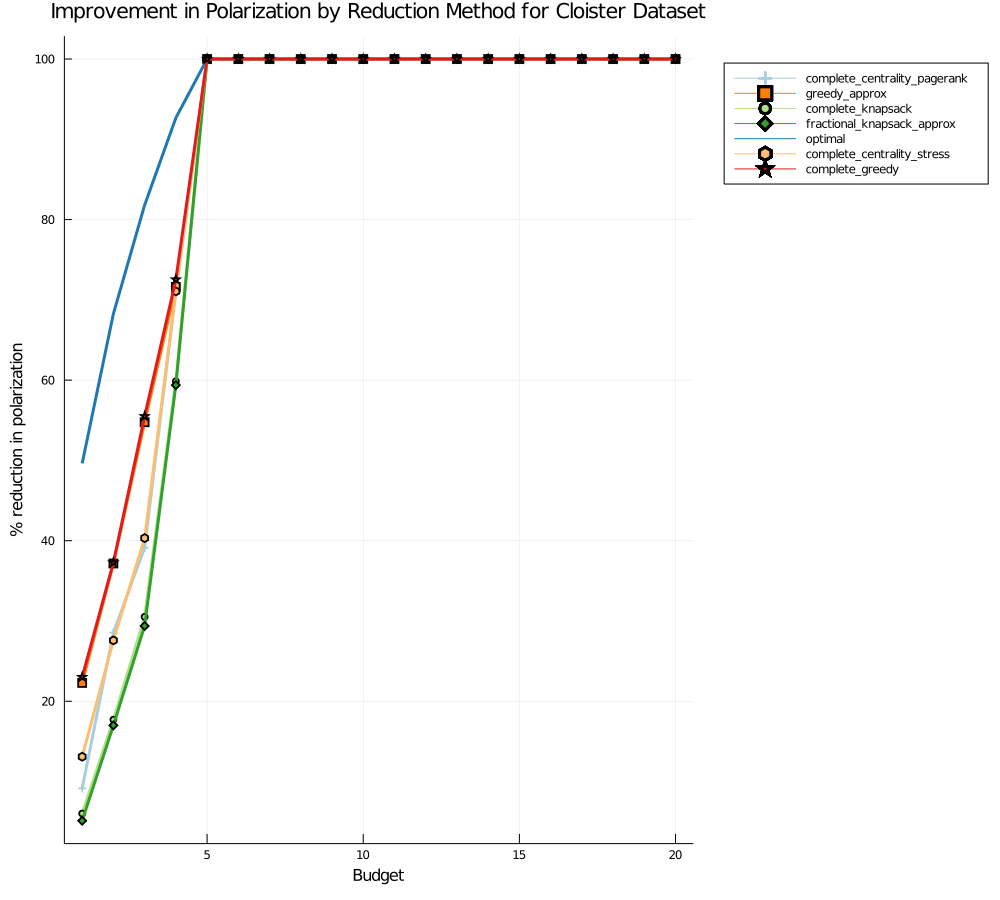 Improvement in Polarization by Reduction Method for Cloister Dataset
100
80
60
40
20
% reduction in polarization
5
10
15
20
Budget
complete_centrality_pagerank
greedy_approx
complete_knapsack
fractional_knapsack_approx
optimal
complete_centrality_stress
complete_greedy